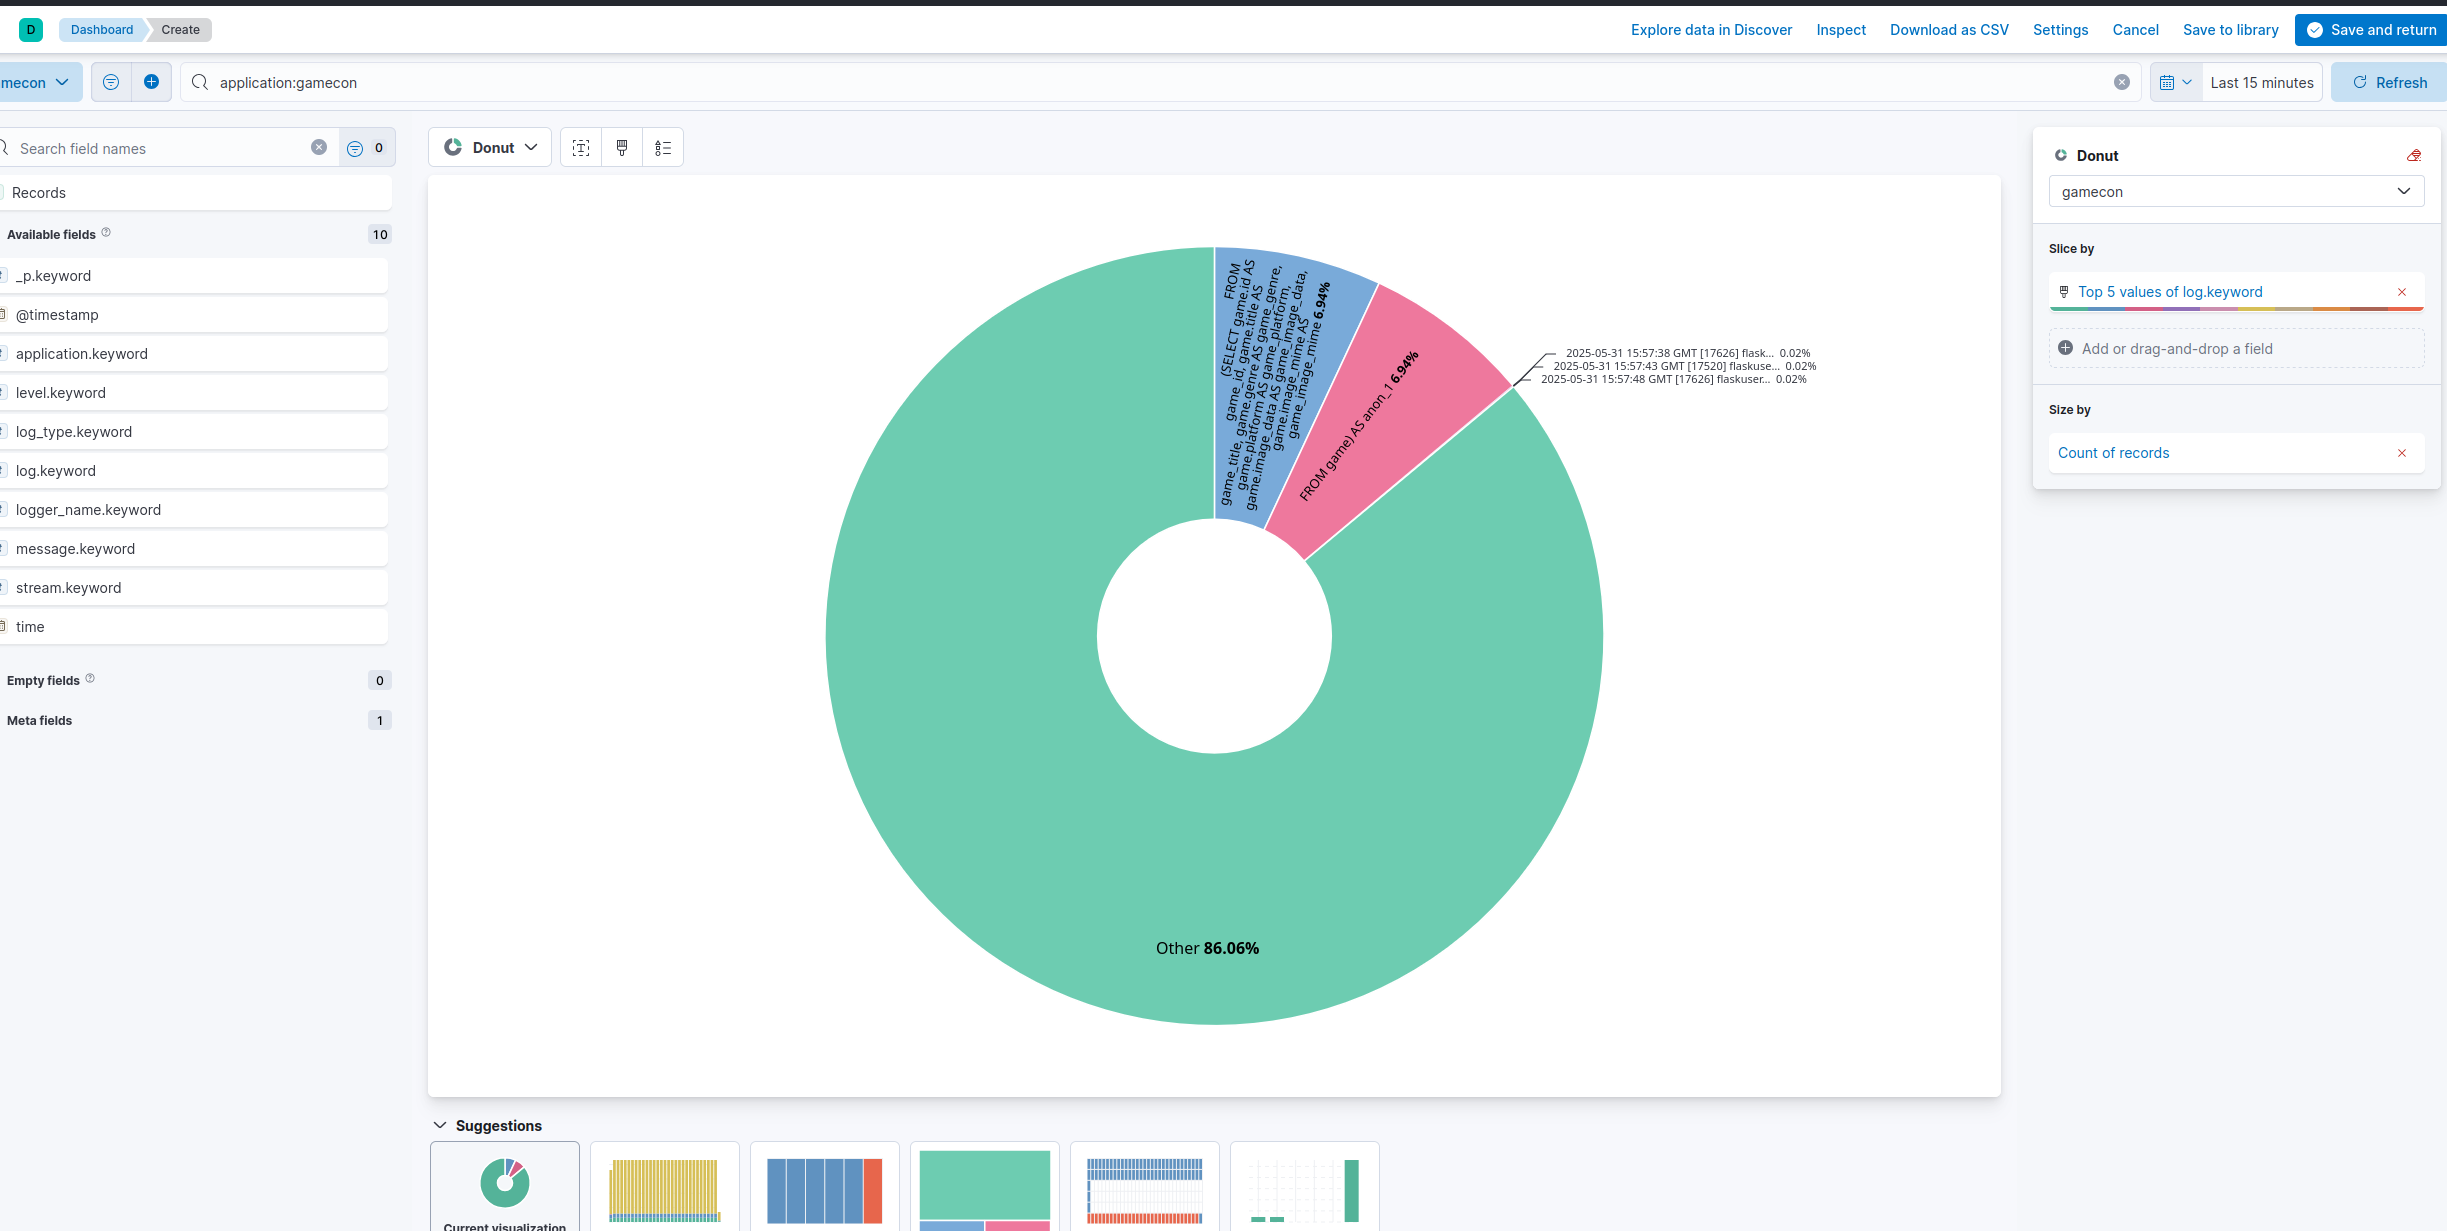 D Dashboard Create Explore data in Discover Inspect Download as CSV Settings Cancel Save to library Save and return
mecon application:gamecon Last 15 minutes Refresh
Search field names 0
Records
Available fields 10
_p.keyword
@timestamp
application.keyword
level.keyword
log_type.keyword
log.keyword
logger_name.keyword
message.keyword
stream.keyword
time
Empty fields 0
Meta fields 1
Donut
FROM
(SELECT game.id AS
game_id, game.title AS
game_title, game.genre AS game_genre,
game.platform AS game_platform,
game.image_data AS game_image_data,
game.image_mime AS
game_image_mime 6.94%
FROM game) AS anon_1 6.94%
2025-05-31 15:57:38 GMT [17626] flask... 0.02%
2025-05-31 15:57:43 GMT [17520] flaskuse... 0.02%
2025-05-31 15:57:48 GMT [17626] flaskuser... 0.02%
Other 86.06%
Donut
gamecon
Slice by
Top 5 values of log.keyword
Add or drag-and-drop a field
Size by
Count of records
Suggestions
Current visualization